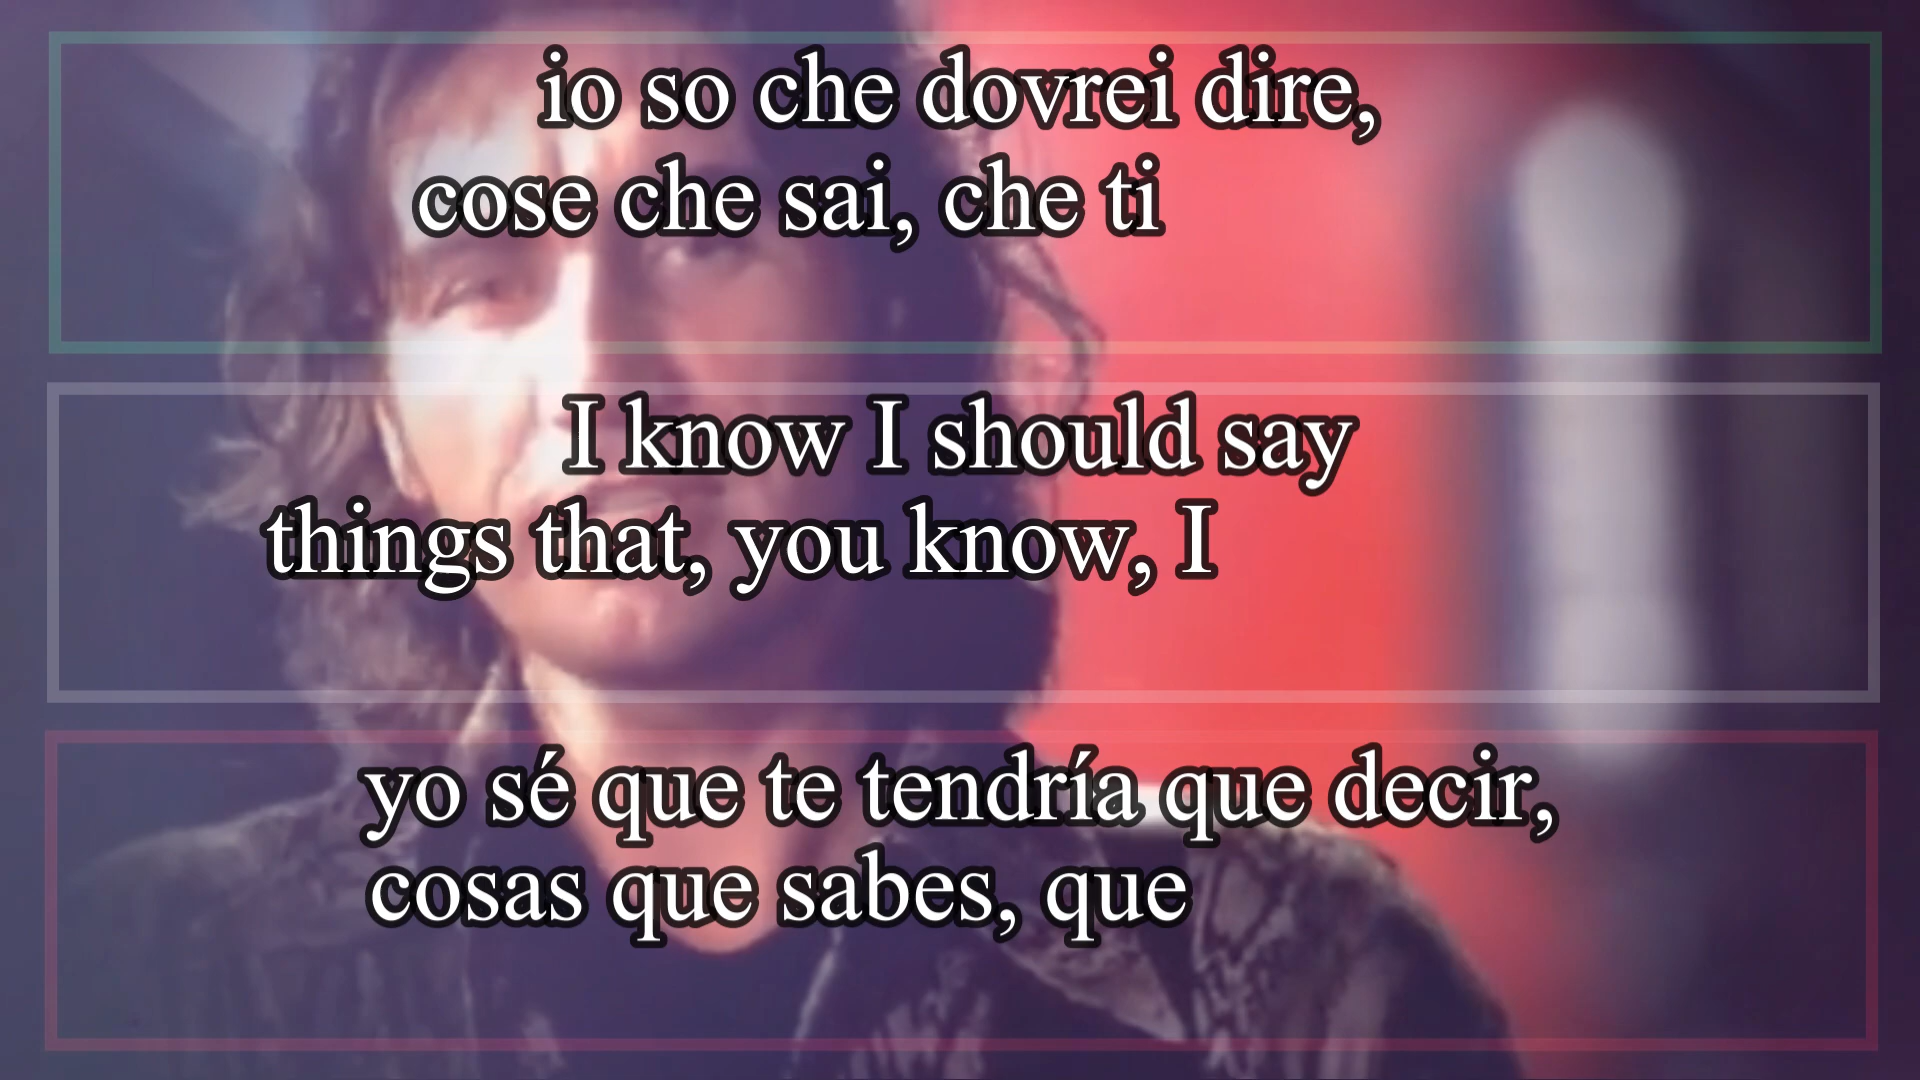 io so che dovrei dire,
cose che sai, che ti
I know I should say
things that, you know, I
yo sé que te tendría que decir,
cosas que sabes, que